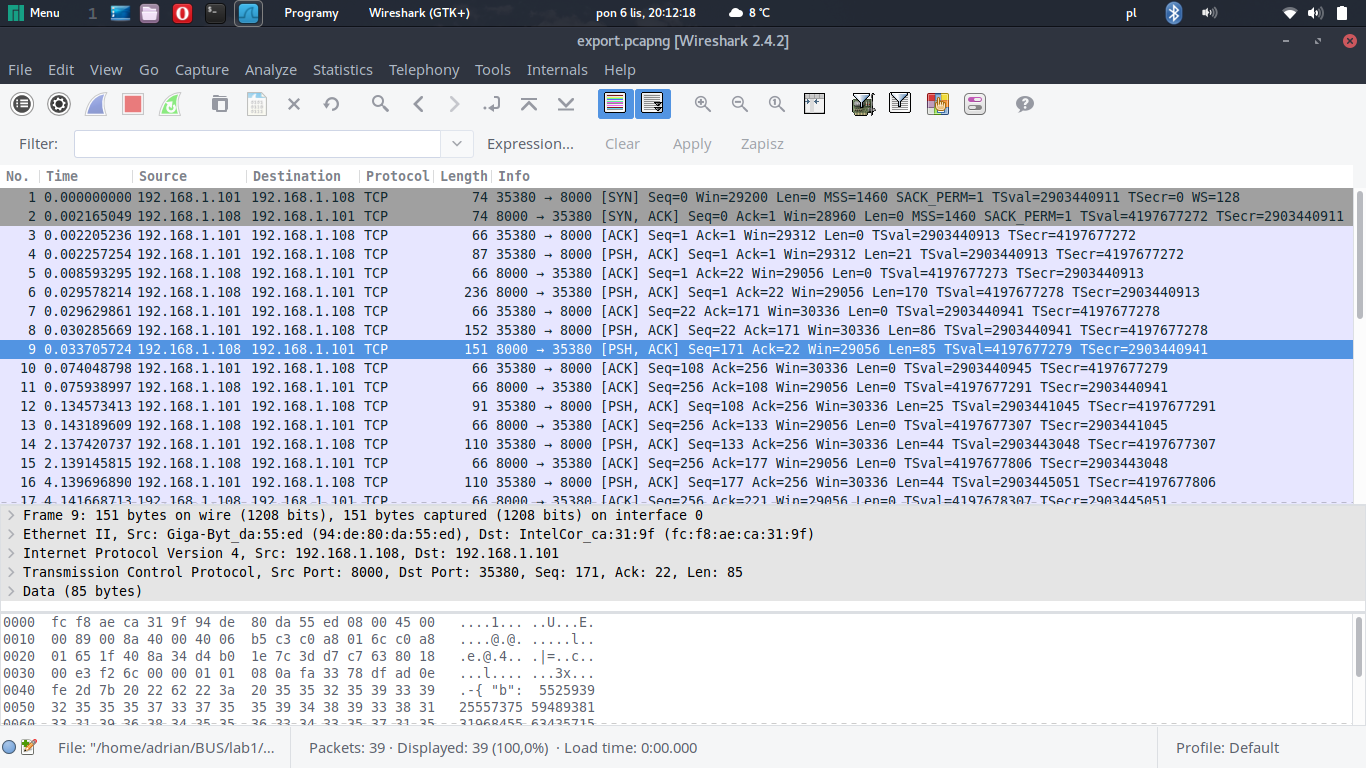 Menu 1 Programy Wireshark (GTK+) pon 6 lis, 20:12:18 8 °C pl
export.pcapng [Wireshark 2.4.2]
File Edit View Go Capture Analyze Statistics Telephony Tools Internals Help
Filter: Expression... Clear Apply Zapisz
No. Time Source Destination Protocol Length Info
1 0.000000000 192.168.1.101 192.168.1.108 TCP 74 35380 → 8000 [SYN] Seq=0 Win=29200 Len=0 MSS=1460 SACK_PERM=1 TSval=2903440911 TSecr=0 WS=128
2 0.002165049 192.168.1.108 192.168.1.101 TCP 74 8000 → 35380 [SYN, ACK] Seq=0 Ack=1 Win=28960 Len=0 MSS=1460 SACK_PERM=1 TSval=4197677272 TSecr=2903440911
3 0.002205236 192.168.1.101 192.168.1.108 TCP 66 35380 → 8000 [ACK] Seq=1 Ack=1 Win=29312 Len=0 TSval=2903440913 TSecr=4197677272
4 0.002257254 192.168.1.101 192.168.1.108 TCP 87 35380 → 8000 [PSH, ACK] Seq=1 Ack=1 Win=29312 Len=21 TSval=2903440913 TSecr=4197677272
5 0.008593295 192.168.1.108 192.168.1.101 TCP 66 8000 → 35380 [ACK] Seq=1 Ack=22 Win=29056 Len=0 TSval=4197677273 TSecr=2903440913
6 0.029578214 192.168.1.108 192.168.1.101 TCP 236 8000 → 35380 [PSH, ACK] Seq=1 Ack=22 Win=29056 Len=170 TSval=4197677278 TSecr=2903440913
7 0.029629861 192.168.1.101 192.168.1.108 TCP 66 35380 → 8000 [ACK] Seq=22 Ack=171 Win=30336 Len=0 TSval=2903440941 TSecr=4197677278
8 0.030285669 192.168.1.101 192.168.1.108 TCP 152 35380 → 8000 [PSH, ACK] Seq=22 Ack=171 Win=30336 Len=86 TSval=2903440941 TSecr=4197677278
9 0.033705724 192.168.1.108 192.168.1.101 TCP 151 8000 → 35380 [PSH, ACK] Seq=171 Ack=22 Win=29056 Len=85 TSval=4197677279 TSecr=2903440941
10 0.074048798 192.168.1.101 192.168.1.108 TCP 66 35380 → 8000 [ACK] Seq=108 Ack=256 Win=30336 Len=0 TSval=2903440945 TSecr=4197677279
11 0.075938997 192.168.1.108 192.168.1.101 TCP 66 8000 → 35380 [ACK] Seq=256 Ack=108 Win=29056 Len=0 TSval=4197677291 TSecr=2903440941
12 0.134573413 192.168.1.101 192.168.1.108 TCP 91 35380 → 8000 [PSH, ACK] Seq=108 Ack=256 Win=30336 Len=25 TSval=2903441045 TSecr=4197677291
13 0.143189609 192.168.1.108 192.168.1.101 TCP 66 8000 → 35380 [ACK] Seq=256 Ack=133 Win=29056 Len=0 TSval=4197677307 TSecr=2903441045
14 2.137420737 192.168.1.101 192.168.1.108 TCP 110 35380 → 8000 [PSH, ACK] Seq=133 Ack=256 Win=30336 Len=44 TSval=2903443048 TSecr=4197677307
15 2.139145815 192.168.1.108 192.168.1.101 TCP 66 8000 → 35380 [ACK] Seq=256 Ack=177 Win=29056 Len=0 TSval=4197677806 TSecr=2903443048
16 4.139696890 192.168.1.101 192.168.1.108 TCP 110 35380 → 8000 [PSH, ACK] Seq=177 Ack=256 Win=30336 Len=44 TSval=2903445051 TSecr=4197677806
17 4.141668713 192.168.1.108 192.168.1.101 TCP 66 8000 → 35380 [ACK] Seq=256 Ack=221 Win=29056 Len=0 TSval=4197678307 TSecr=2903445051
Frame 9: 151 bytes on wire (1208 bits), 151 bytes captured (1208 bits) on interface 0
Ethernet II, Src: Giga-Byt_da:55:ed (94:de:80:da:55:ed), Dst: IntelCor_ca:31:9f (fc:f8:ae:ca:31:9f)
Internet Protocol Version 4, Src: 192.168.1.108, Dst: 192.168.1.101
Transmission Control Protocol, Src Port: 8000, Dst Port: 35380, Seq: 171, Ack: 22, Len: 85
Data (85 bytes)
0000 fc f8 ae ca 31 9f 94 de 80 da 55 ed 08 00 45 00 ....1... ..U...E.
0010 00 89 00 8a 40 00 40 06 b5 c3 c0 a8 01 6c c0 a8 ....@.@. .....l..
0020 01 65 1f 40 8a 34 d4 b0 1e 7c 3d d7 c7 63 80 18 .e.@.4.. .|=..c..
0030 00 e3 f2 6c 00 00 01 01 08 0a fa 33 78 df ad 0e ...l.... ...3x...
0040 fe 2d 7b 20 22 62 22 3a 20 35 35 32 35 39 33 39 .-{ "b": 5525939
0050 32 35 35 35 37 33 37 35 35 39 34 38 39 33 38 31 25557375 59489381
0060 33 31 39 36 38 34 35 35 36 33 34 33 35 37 31 35 31968455 63435715
File: "/home/adrian/BUS/lab1/... Packets: 39 · Displayed: 39 (100,0%) · Load time: 0:00.000 Profile: Default